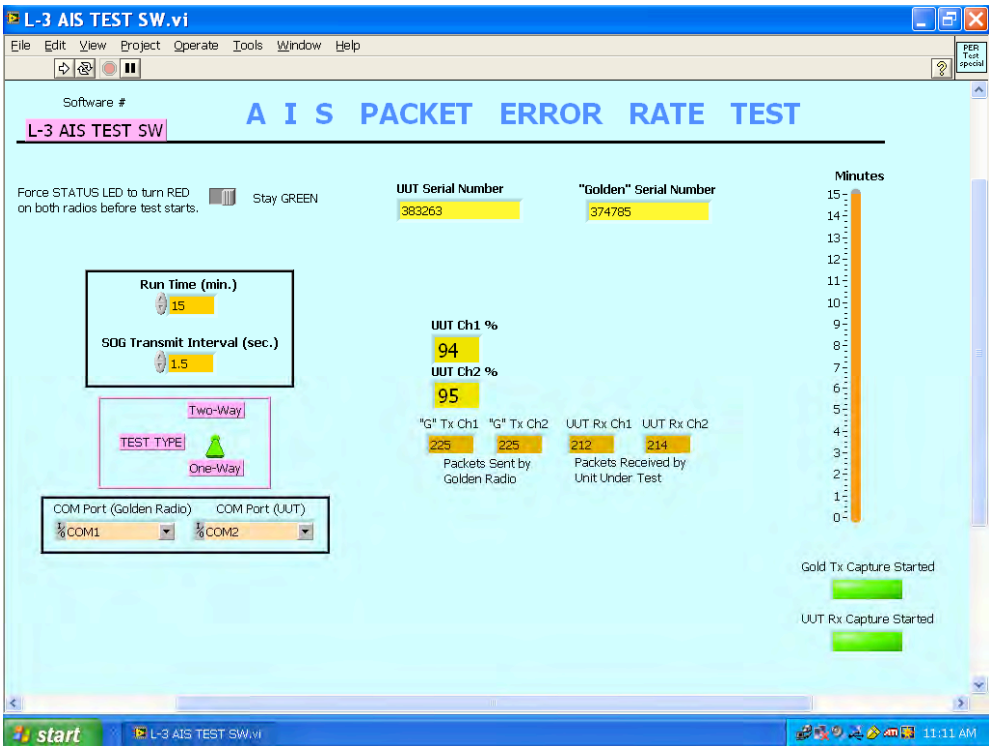 L-3 AIS TEST SW.vi
File Edit View Project Operate Tools Window Help
PER
Test
special
Software #
L-3 AIS TEST SW
A I S PACKET ERROR RATE TEST
Force STATUS LED to turn RED
on both radios before test starts.
Stay GREEN
UUT Serial Number
383263
"Golden" Serial Number
374785
Run Time (min.)
15
SOG Transmit Interval (sec.)
1.5
Two-Way
TEST TYPE
One-Way
COM Port (Golden Radio) COM Port (UUT)
COM1 COM2
UUT Ch1 %
94
UUT Ch2 %
95
"G" Tx Ch1 "G" Tx Ch2 UUT Rx Ch1 UUT Rx Ch2
225 225 212 214
Packets Sent by
Golden Radio
Packets Received by
Unit Under Test
Minutes
15
14
13
12
11
10
9
8
7
6
5
4
3
2
1
0
Gold Tx Capture Started
UUT Rx Capture Started
start L-3 AIS TEST SW.vi 11:11 AM